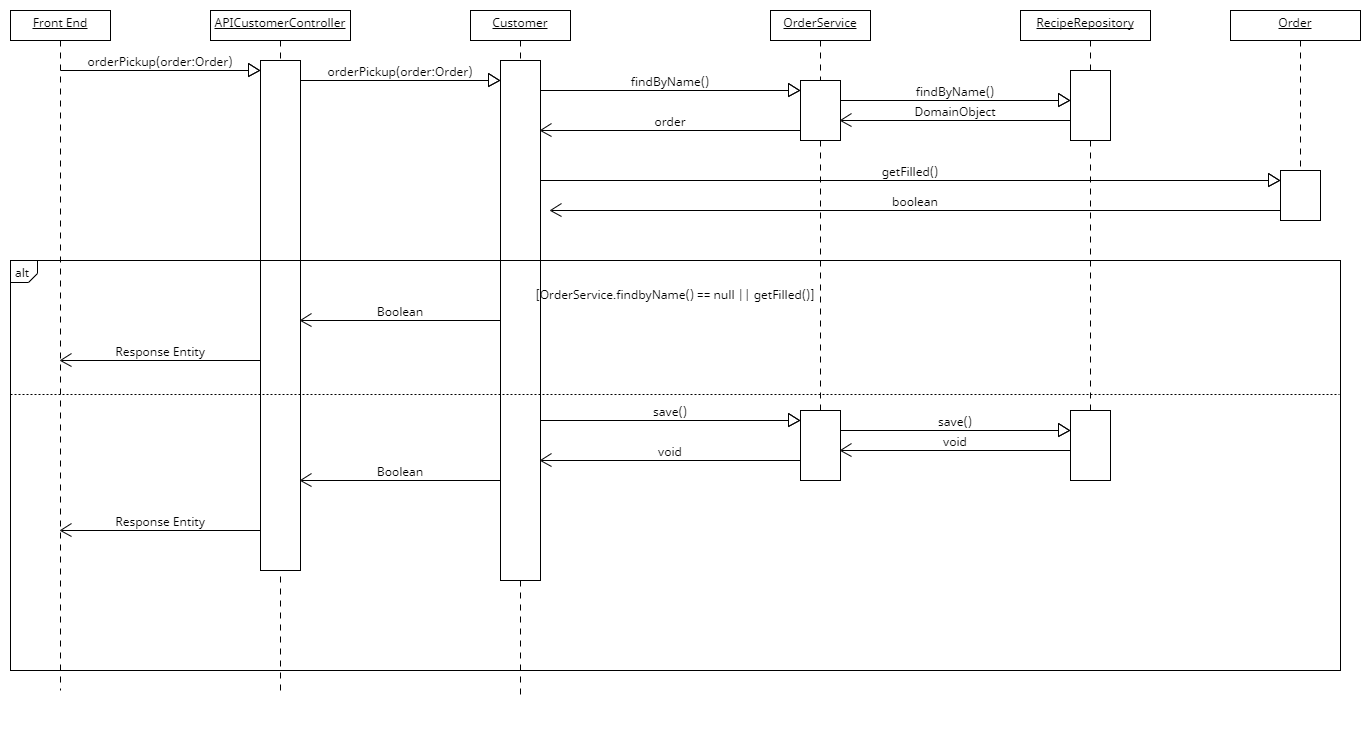 Front End
APICustomerController
Customer
OrderService
RecipeRepository
Order
orderPickup(order:Order)
orderPickup(order:Order)
findByName()
findByName()
DomainObject
order
getFilled()
boolean
alt
[OrderService.findbyName() == null || getFilled()]
Boolean
Response Entity
save()
save()
void
void
Boolean
Response Entity